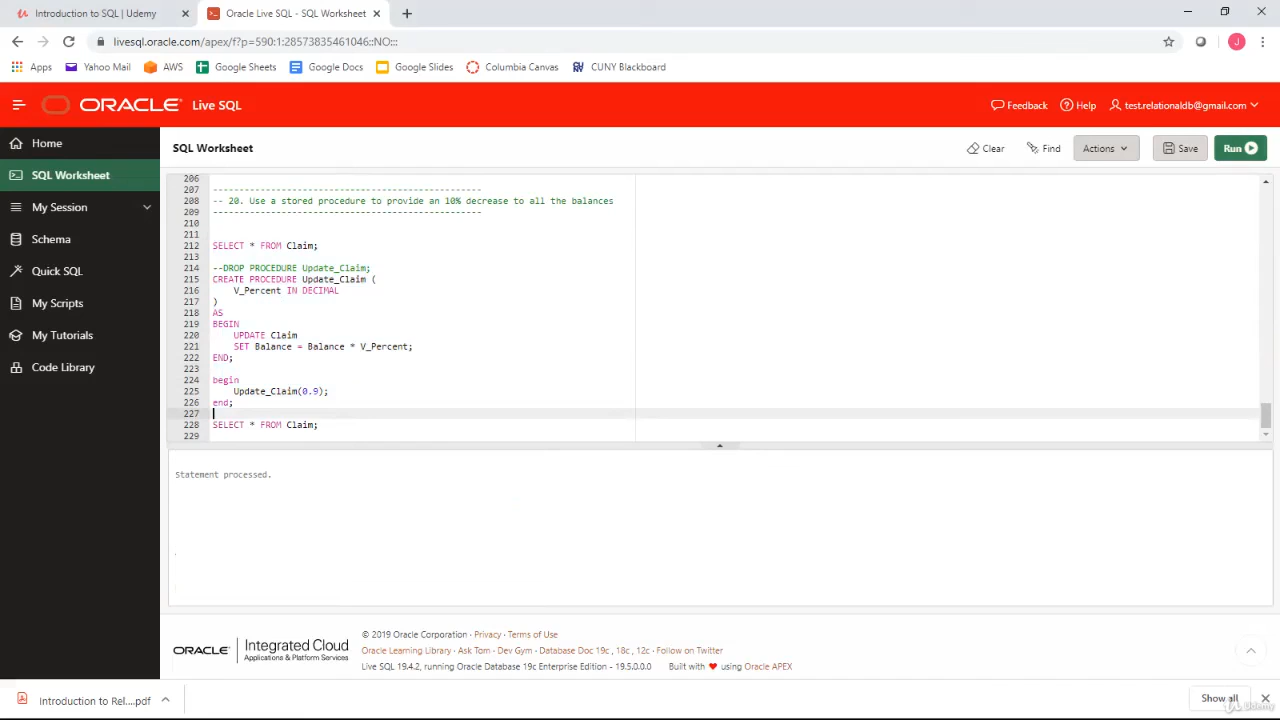 Introduction to SQL | Udemy
Oracle Live SQL - SQL Worksheet
livesql.oracle.com/apex/f?p=590:1:28573835461046::NO:::
J
Apps Yahoo Mail AWS Google Sheets Google Docs Google Slides Columbia Canvas CUNY Blackboard
ORACLE Live SQL
Feedback Help test.relationaldb@gmail.com
Home
SQL Worksheet
My Session
Schema
Quick SQL
My Scripts
My Tutorials
Code Library
SQL Worksheet
Clear Find Actions Save Run
206
207 -------------------------------------------------
208 -- 20. Use a stored procedure to provide an 10% decrease to all the balances
209 -------------------------------------------------
210
211
212 SELECT * FROM Claim;
213
214 --DROP PROCEDURE Update_Claim;
215 CREATE PROCEDURE Update_Claim (
216 V_Percent IN DECIMAL
217 )
218 AS
219 BEGIN
220 UPDATE Claim
221 SET Balance = Balance * V_Percent;
222 END;
223
224 begin
225 Update_Claim(0.9);
226 end;
227
228 SELECT * FROM Claim;
229
Statement processed.
ORACLE Integrated Cloud
Applications & Platform Services
© 2019 Oracle Corporation · Privacy · Terms of Use
Oracle Learning Library · Ask Tom · Dev Gym · Database Doc 19c , 18c , 12c · Follow on Twitter
Live SQL 19.4.2, running Oracle Database 19c Enterprise Edition - 19.5.0.0.0 Built with ♥ using Oracle APEX
Introduction to Rel....pdf
Show all
Udemy